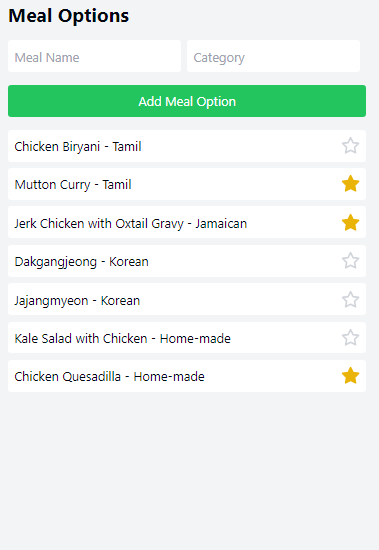 Meal Options
Meal Name Category
Add Meal Option
Chicken Biryani - Tamil
Mutton Curry - Tamil
Jerk Chicken with Oxtail Gravy - Jamaican
Dakgangjeong - Korean
Jajangmyeon - Korean
Kale Salad with Chicken - Home-made
Chicken Quesadilla - Home-made